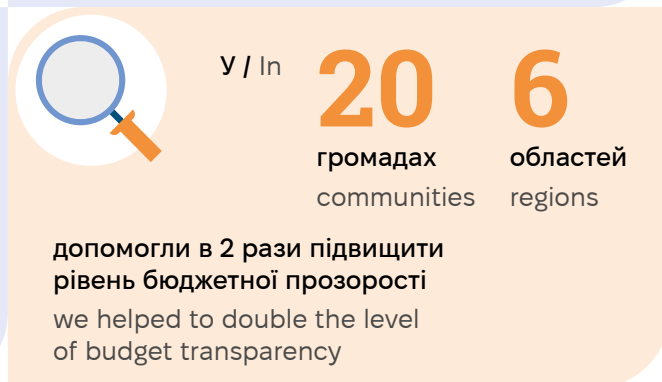 У / In 20 6
громадах областей
communities regions
допомогли в 2 рази підвищити
рівень бюджетної прозорості
we helped to double the level
of budget transparency